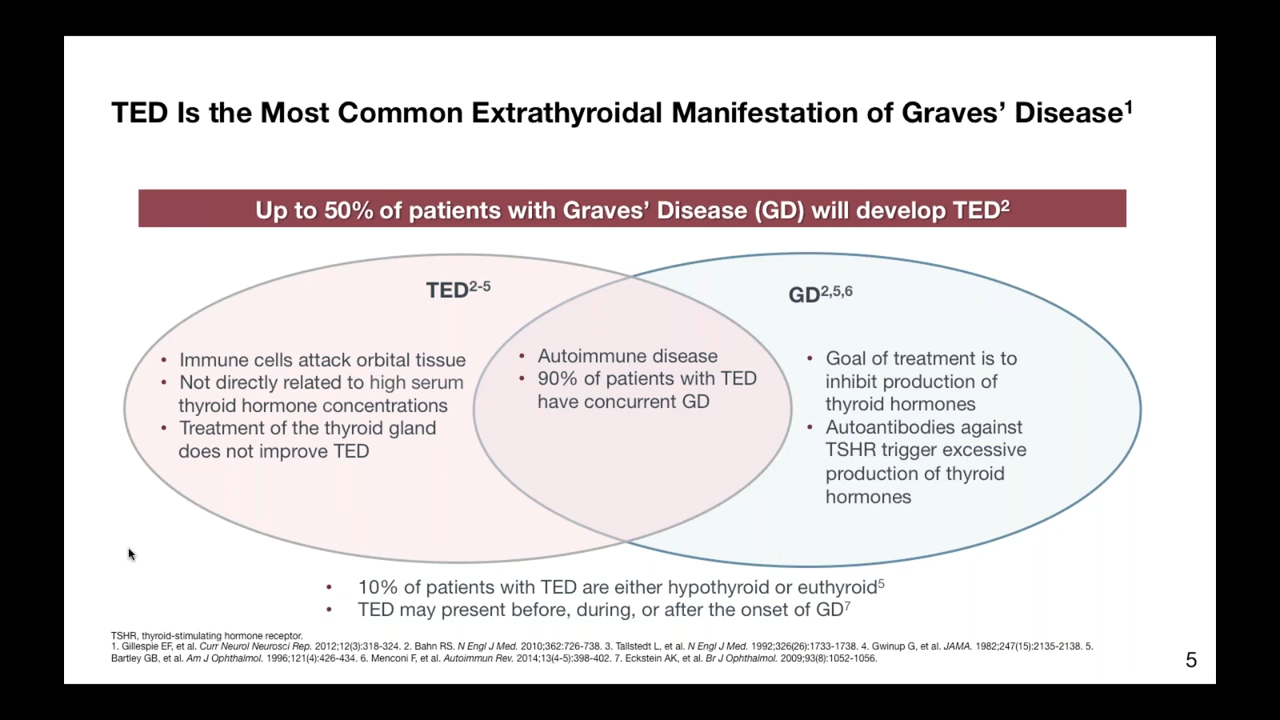 TED Is the Most Common Extrathyroidal Manifestation of Graves’ Disease¹
Up to 50% of patients with Graves’ Disease (GD) will develop TED²
TED²⁻⁵
• Immune cells attack orbital tissue
• Not directly related to high serum
thyroid hormone concentrations
• Treatment of the thyroid gland
does not improve TED
• Autoimmune disease
• 90% of patients with TED
have concurrent GD
GD²,⁵,⁶
• Goal of treatment is to
inhibit production of
thyroid hormones
• Autoantibodies against
TSHR trigger excessive
production of thyroid
hormones
• 10% of patients with TED are either hypothyroid or euthyroid⁵
• TED may present before, during, or after the onset of GD⁷
TSHR, thyroid-stimulating hormone receptor.
1. Gillespie EF, et al. Curr Neurol Neurosci Rep. 2012;12(3):318-324. 2. Bahn RS. N Engl J Med. 2010;362:726-738. 3. Tallstedt L, et al. N Engl J Med. 1992;326(26):1733-1738. 4. Gwinup G, et al. JAMA. 1982;247(15):2135-2138. 5.
Bartley GB, et al. Am J Ophthalmol. 1996;121(4):426-434. 6. Menconi F, et al. Autoimmun Rev. 2014;13(4-5):398-402. 7. Eckstein AK, et al. Br J Ophthalmol. 2009;93(8):1052-1056.
5